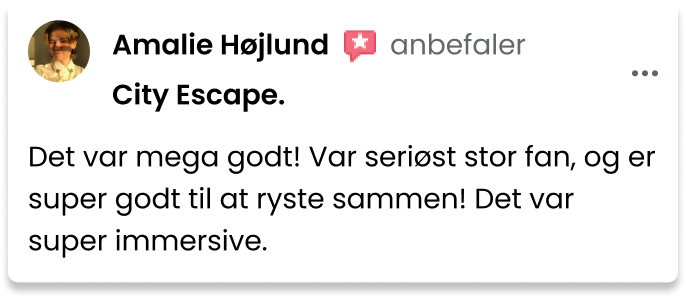 Amalie Højlund anbefaler
City Escape.
Det var mega godt! Var seriøst stor fan, og er
super godt til at ryste sammen! Det var
super immersive.